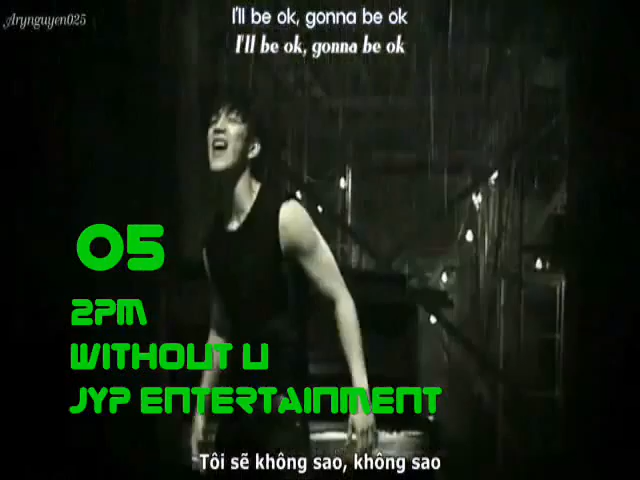 Arynguyen025
I'll be ok, gonna be ok
I'll be ok, gonna be ok
05
2PM
WITHOUT U
JYP ENTERTAINMENT
Tôi sẽ không sao, không sao